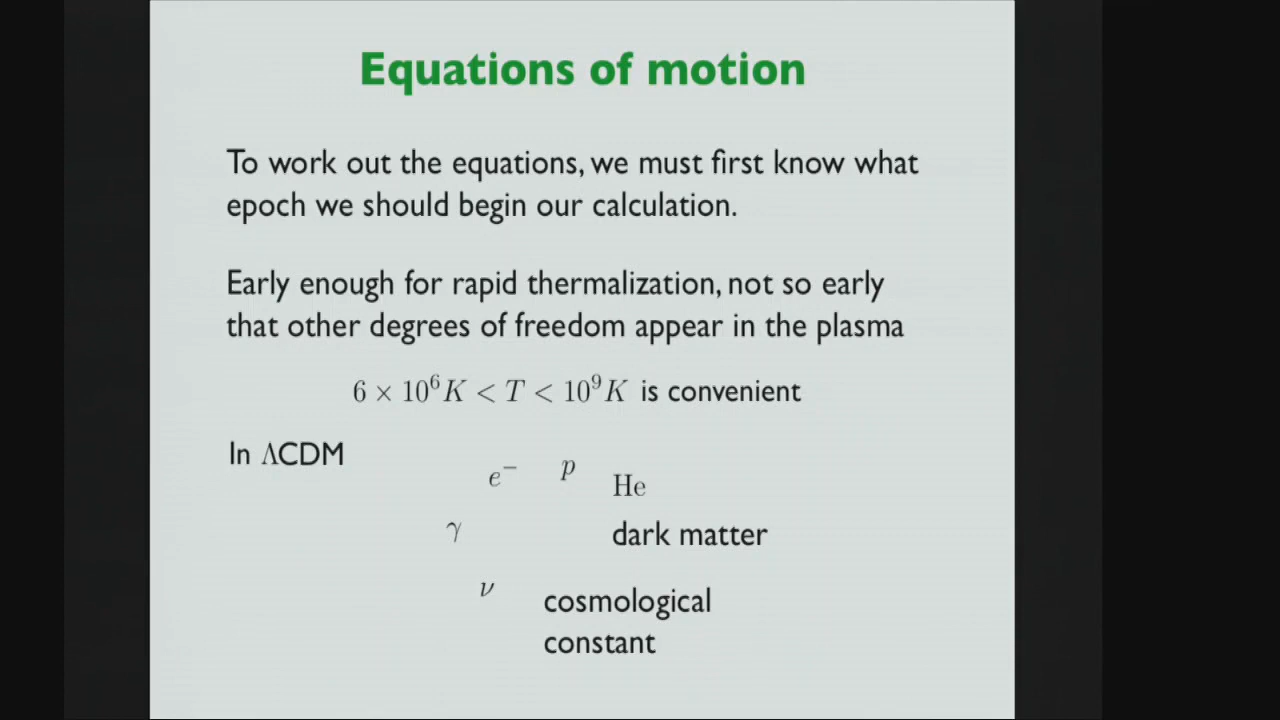 Equations of motion
To work out the equations, we must first know what
epoch we should begin our calculation.
Early enough for rapid thermalization, not so early
that other degrees of freedom appear in the plasma
6 × 10⁶K < T < 10⁹K is convenient
In ΛCDM
e⁻ p He
γ dark matter
ν cosmological
constant